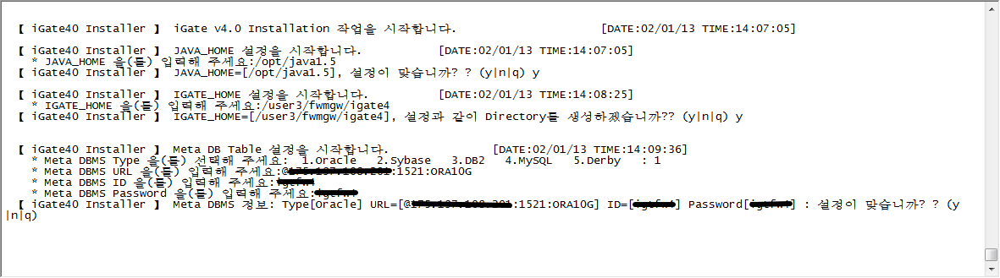 【 iGate40 Installer 】 iGate v4.0 Installation 작업을 시작합니다. [DATE:02/01/13 TIME:14:07:05]
【 iGate40 Installer 】 JAVA_HOME 설정을 시작합니다. [DATE:02/01/13 TIME:14:07:05]
* JAVA_HOME 을(를) 입력해 주세요:/opt/java1.5
【 iGate40 Installer 】 JAVA_HOME=[/opt/java1.5], 설정이 맞습니까? ? (y|n|q) y
【 iGate40 Installer 】 IGATE_HOME 설정을 시작합니다. [DATE:02/01/13 TIME:14:08:25]
* IGATE_HOME 을(를) 입력해 주세요:/user3/fwmgw/igate4
【 iGate40 Installer 】 IGATE_HOME=[/user3/fwmgw/igate4], 설정과 같이 Directory를 생성하겠습니까?? (y|n|q) y
【 iGate40 Installer 】 Meta DB Table 설정을 시작합니다. [DATE:02/01/13 TIME:14:09:36]
* Meta DBMS Type 을(를) 선택해 주세요: 1.Oracle 2.Sybase 3.DB2 4.MySQL 5.Derby : 1
* Meta DBMS URL 을(를) 입력해 주세요:@ :1521:ORA10G
* Meta DBMS ID 을(를) 입력해 주세요:
* Meta DBMS Password 을(를) 입력해 주세요:
【 iGate40 Installer 】 Meta DBMS 정보: Type[Oracle] URL=[@ :1521:ORA10G] ID=[ ] Password[ ] : 설정이 맞습니까? ? (y
|n|q)